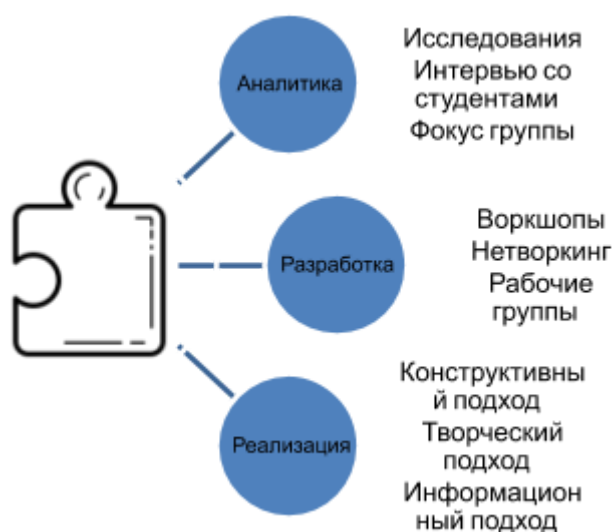 Аналитика
Исследования
Интервью со
студентами
Фокус группы
Разработка
Воркшопы
Нетворкинг
Рабочие
группы
Реализация
Конструктивны
й подход
Творческий
подход
Информацион
ный подход